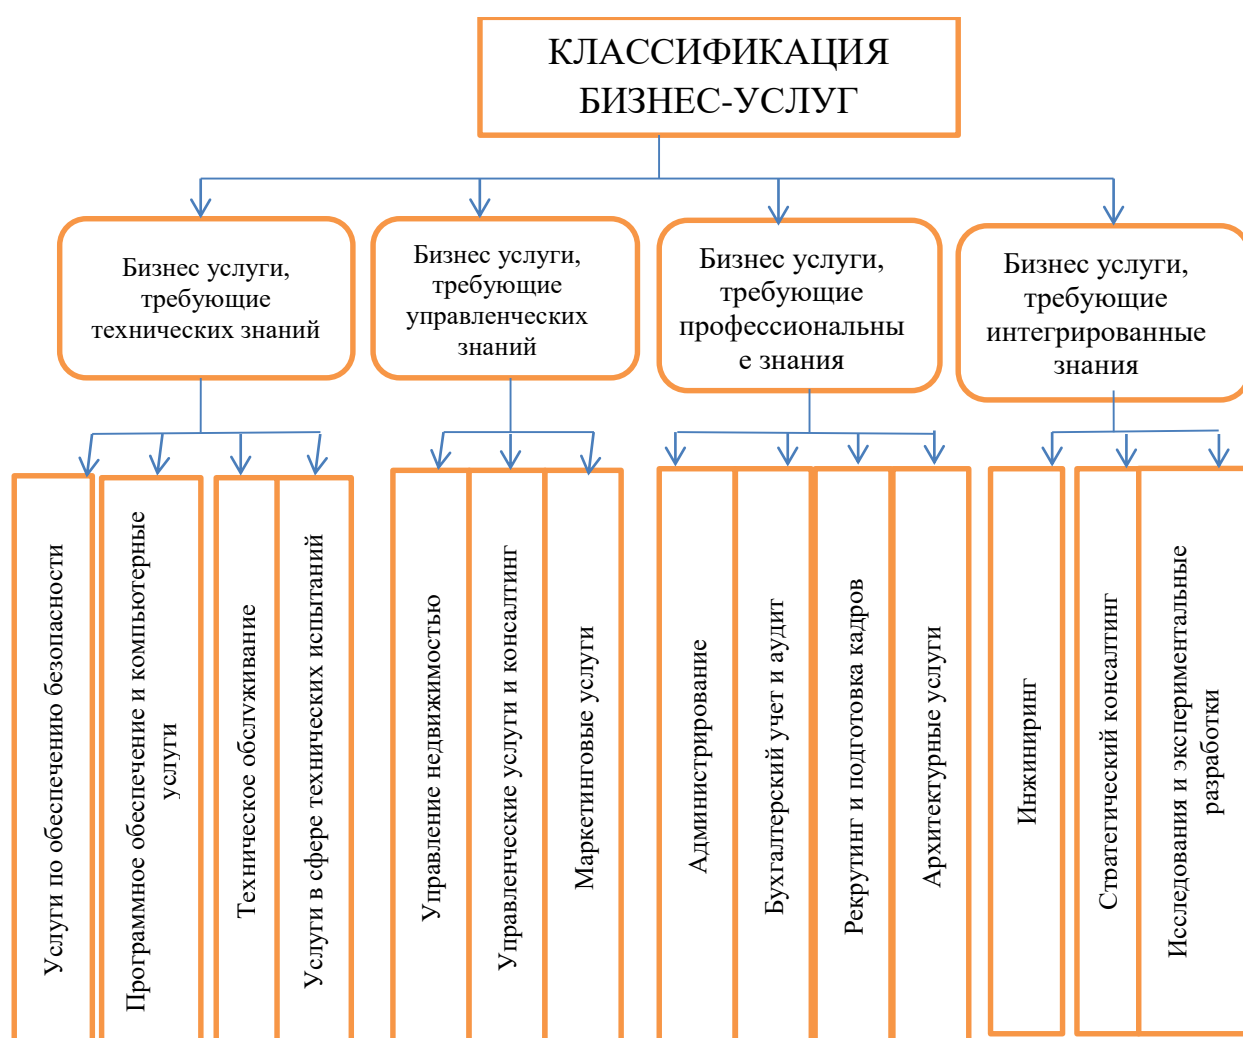 КЛАССИФИКАЦИЯ
БИЗНЕС-УСЛУГ
Бизнес услуги,
требующие
технических знаний
Бизнес услуги,
требующие
управленческих
знаний
Бизнес услуги,
требующие
профессиональны
е знания
Бизнес услуги,
требующие
интегрированные
знания
Услуги по обеспечению безопасности
Программное обеспечение и компьютерные
услуги
Техническое обслуживание
Услуги в сфере технических испытаний
Управление недвижимостью
Управленческие услуги и консалтинг
Маркетинговые услуги
Администрирование
Бухгалтерский учет и аудит
Рекрутинг и подготовка кадров
Архитектурные услуги
Инжиниринг
Стратегический консалтинг
Исследования и экспериментальные
разработки